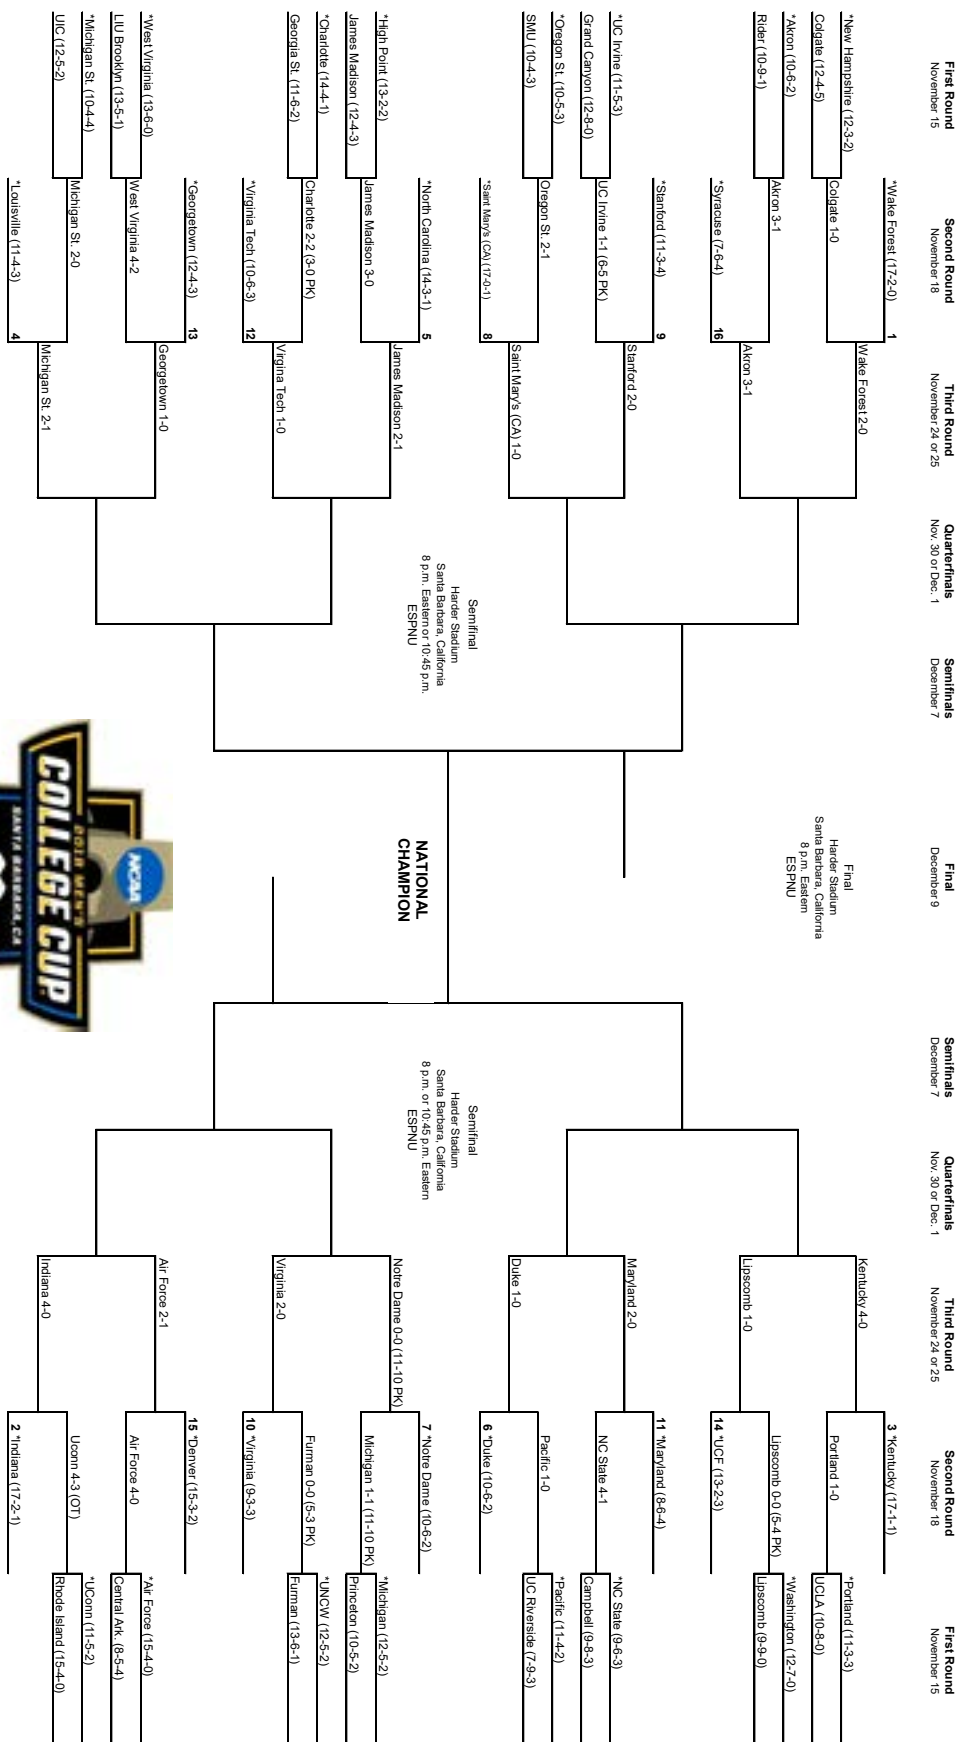 First Round
November 15
Second Round
November 18
Third Round
November 24 or 25
Quarterfinals
Nov. 30 or Dec. 1
Semifinals
December 7
Final
December 9
Semifinals
December 7
Quarterfinals
Nov. 30 or Dec. 1
Third Round
November 24 or 25
Second Round
November 18
First Round
November 15
*New Hampshire (12-3-2)
Colgate (12-4-5)
*Akron (10-6-2)
Rider (10-9-1)
*UC Irvine (11-5-3)
Grand Canyon (12-8-0)
*Oregon St. (10-5-3)
SMU (10-4-3)
*High Point (13-2-2)
James Madison (12-4-3)
*Charlotte (14-4-1)
Georgia St. (11-6-2)
*West Virginia (13-6-0)
LIU Brooklyn (13-5-1)
*Michigan St. (10-4-4)
UIC (12-5-2)
*Wake Forest (17-2-0) 1
Colgate 1-0
Akron 3-1
*Syracuse (7-6-4) 16
*Stanford (11-3-4) 9
UC Irvine 1-1 (6-5 PK)
Oregon St. 2-1
*Saint Mary's (CA) (17-0-1) 8
*North Carolina (14-3-1) 5
James Madison 3-0
Charlotte 2-2 (3-0 PK)
*Virginia Tech (10-6-3) 12
*Georgetown (12-4-3) 13
West Virginia 4-2
Michigan St. 2-0
*Louisville (11-4-3) 4
Wake Forest 2-0
Akron 3-1
Stanford 2-0
Saint Mary's (CA) 1-0
James Madison 2-1
Virgina Tech 1-0
Georgetown 1-0
Michigan St. 2-1
Semifinal
Harder Stadium
Santa Barbara, California
8 p.m. Eastern or 10:45 p.m.
ESPNU
Final
Harder Stadium
Santa Barbara, California
8 p.m. Eastern
ESPNU
NATIONAL
CHAMPION
NCAA
2018 MEN'S
COLLEGE CUP
SANTA BARBARA, CA
Semifinal
Harder Stadium
Santa Barbara, California
8 p.m. or 10:45 p.m. Eastern
ESPNU
Kentucky 4-0
Lipscomb 1-0
Maryland 2-0
Duke 1-0
Notre Dame 0-0 (11-10 PK)
Virginia 2-0
Air Force 2-1
Indiana 4-0
3 *Kentucky (17-1-1)
Portland 1-0
Lipscomb 0-0 (5-4 PK)
14 *UCF (13-2-3)
11 *Maryland (8-6-4)
NC State 4-1
Pacific 1-0
6 *Duke (10-6-2)
7 *Notre Dame (10-6-2)
Michigan 1-1 (11-10 PK)
Furman 0-0 (5-3 PK)
10 *Virginia (9-3-3)
15 *Denver (15-3-2)
Air Force 4-0
Uconn 4-3 (OT)
2 *Indiana (17-2-1)
*Portland (11-3-3)
UCLA (10-8-0)
*Washington (12-7-0)
Lipscomb (9-9-0)
*NC State (9-6-3)
Campbell (9-8-3)
*Pacific (11-4-2)
UC Riverside (7-9-3)
*Michigan (12-5-2)
Princeton (10-5-2)
*UNCW (12-5-2)
Furman (13-6-1)
*Air Force (15-4-0)
Central Ark. (8-5-4)
*UConn (11-5-2)
Rhode Island (15-4-0)